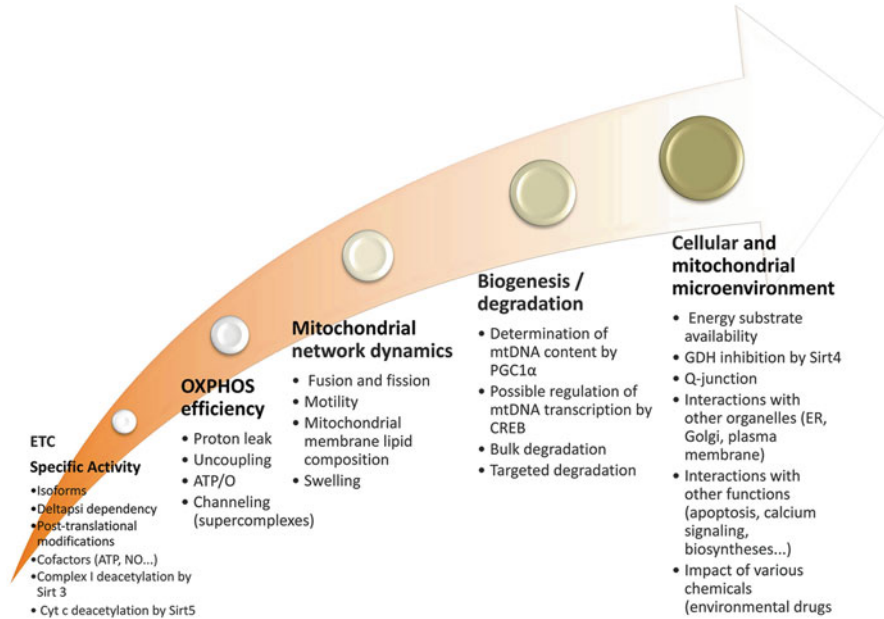 ETC
Specific Activity
•Isoforms
•Deltapsi dependency
•Post-translational
modifications
•Cofactors (ATP, NO...)
•Complex I deacetylation by
Sirt 3
• Cyt c deacetylation by Sirt5
OXPHOS
efficiency
• Proton leak
• Uncoupling
• ATP/O
• Channeling
(supercomplexes)
Mitochondrial
network dynamics
• Fusion and fission
• Motility
• Mitochondrial
membrane lipid
composition
• Swelling
Biogenesis /
degradation
• Determination of
mtDNA content by
PGC1α
• Possible regulation of
mtDNA transcription by
CREB
• Bulk degradation
• Targeted degradation
Cellular and
mitochondrial
microenvironment
• Energy substrate
availability
• GDH inhibition by Sirt4
• Q-junction
• Interactions with
other organelles (ER,
Golgi, plasma
membrane)
• Interactions with
other functions
(apoptosis, calcium
signaling,
biosyntheses...)
• Impact of various
chemicals
(environmental drugs